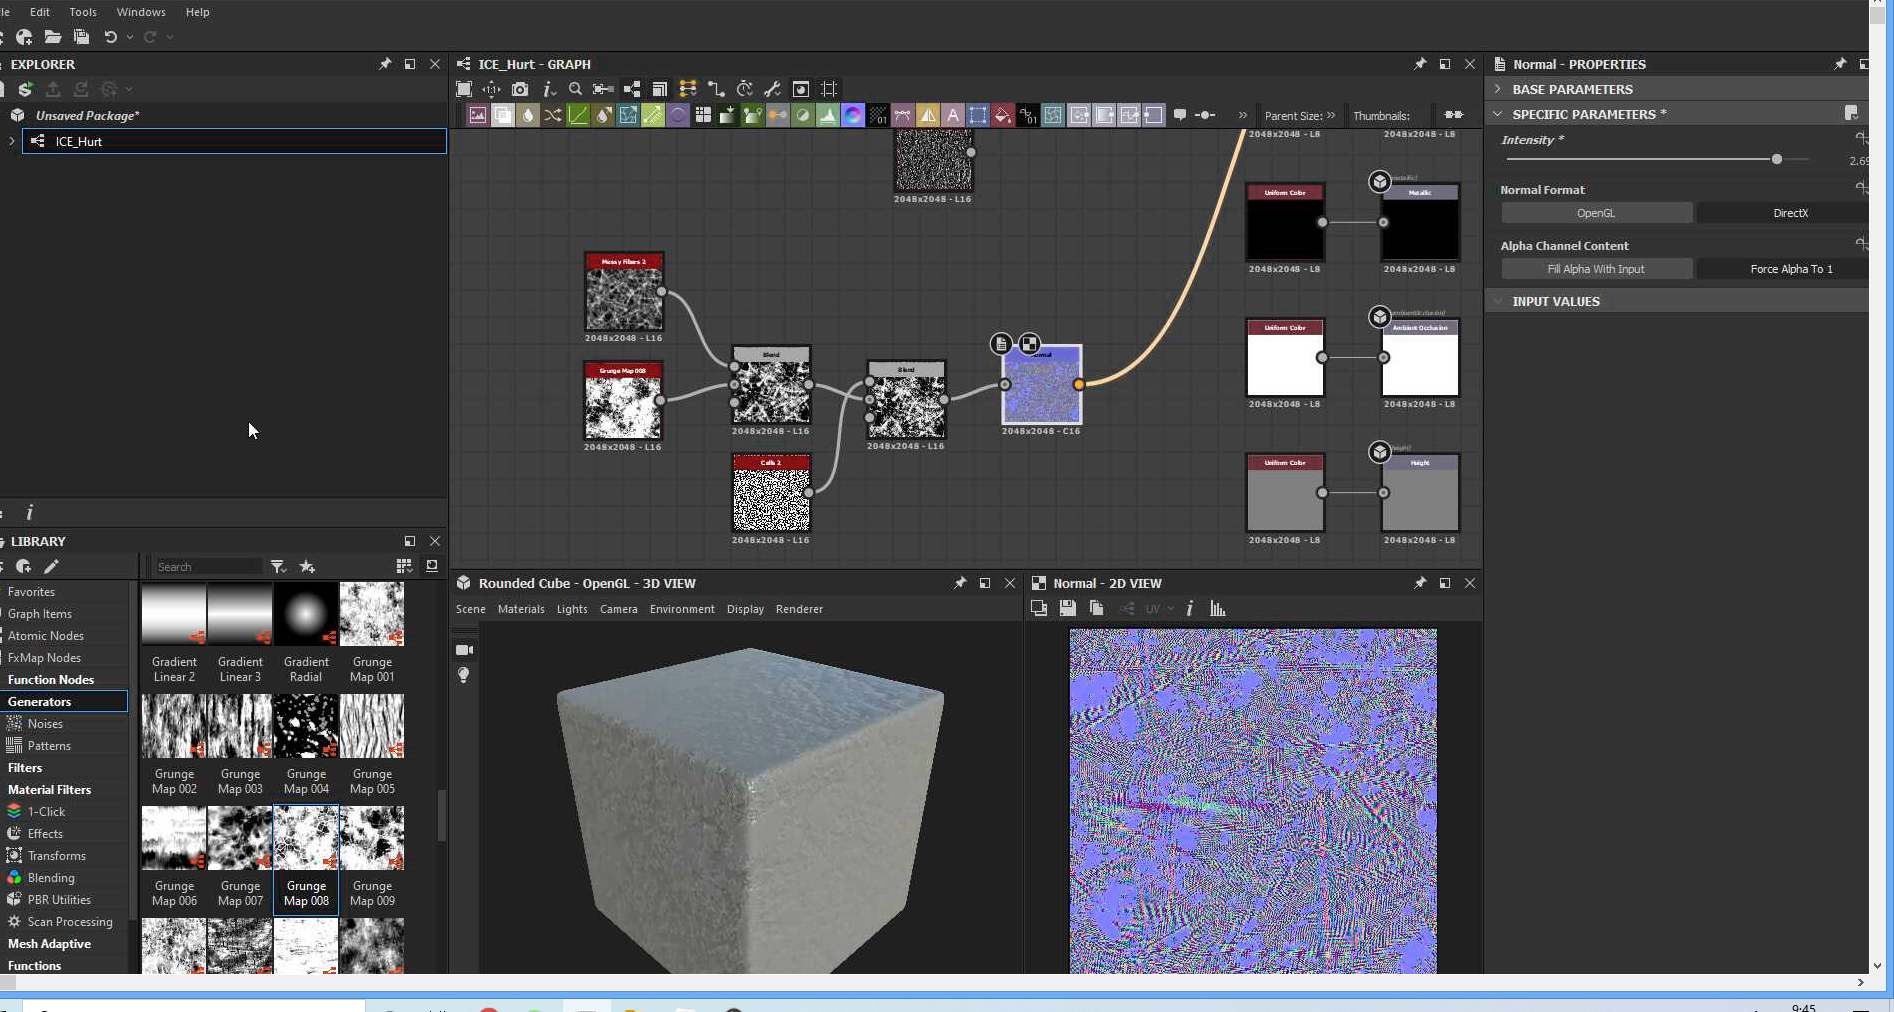 Edit Tools Windows Help
EXPLORER
Unsaved Package*
ICE_Hurt
i
LIBRARY
Search
Favorites
Graph Items
Atomic Nodes
FxMap Nodes
Function Nodes
Generators
Noises
Patterns
Filters
Material Filters
1-Click
Effects
Transforms
Blending
PBR Utilities
Scan Processing
Mesh Adaptive
Functions
Gradient Linear 2
Gradient Linear 3
Gradient Radial
Grunge Map 001
Grunge Map 002
Grunge Map 003
Grunge Map 004
Grunge Map 005
Grunge Map 006
Grunge Map 007
Grunge Map 008
Grunge Map 009
ICE_Hurt - GRAPH
Parent Size: Thumbnails:
2048x2048 - L16
Messy Fibers 2
2048x2048 - L16
Grunge Map 008
2048x2048 - L16
Blend
2048x2048 - L16
Cells 2
2048x2048 - L16
Blend
2048x2048 - L16
2048x2048 - C16
2048x2048 - L8
2048x2048 - L8
Uniform Color
Metallic
2048x2048 - L8
2048x2048 - L8
Uniform Color
Ambient Occlusion
2048x2048 - L8
2048x2048 - L8
Uniform Color
Height
2048x2048 - L8
2048x2048 - L8
Rounded Cube - OpenGL - 3D VIEW
Scene Materials Lights Camera Environment Display Renderer
Normal - 2D VIEW
UV
Normal - PROPERTIES
BASE PARAMETERS
SPECIFIC PARAMETERS *
Intensity *
Normal Format
OpenGL DirectX
Alpha Channel Content
Fill Alpha With Input Force Alpha To 1
INPUT VALUES
9:45